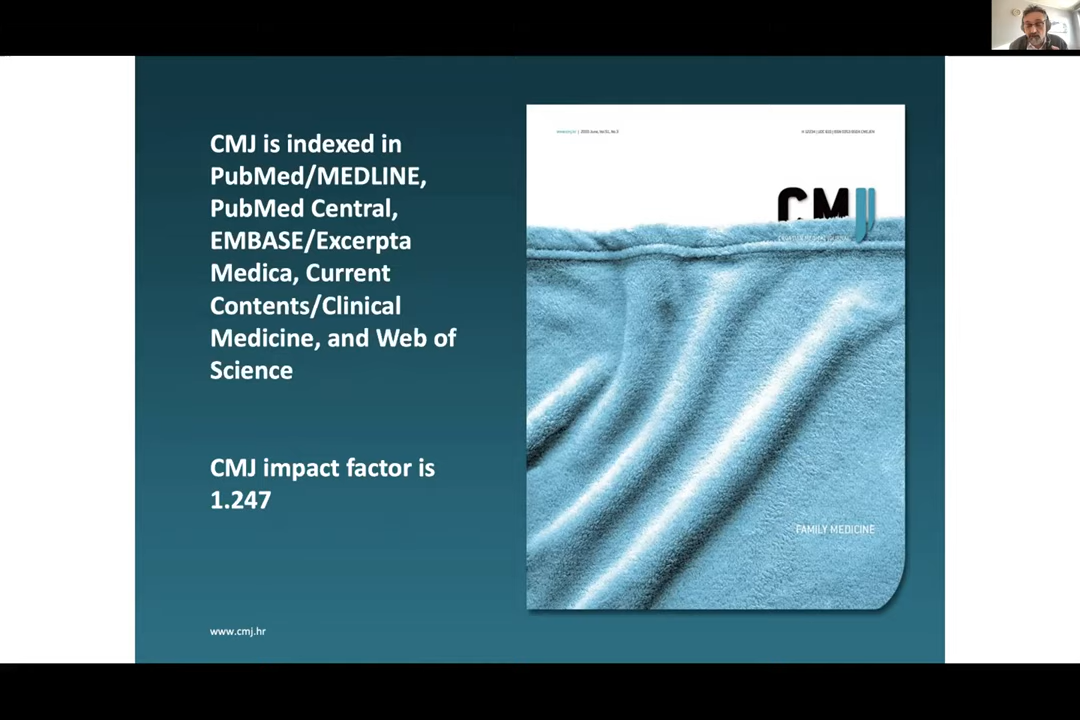 CMJ is indexed in
PubMed/MEDLINE,
PubMed Central,
EMBASE/Excerpta
Medica, Current
Contents/Clinical
Medicine, and Web of
Science
CMJ impact factor is
1.247
www.cmj.hr
CMJ
FAMILY MEDICINE